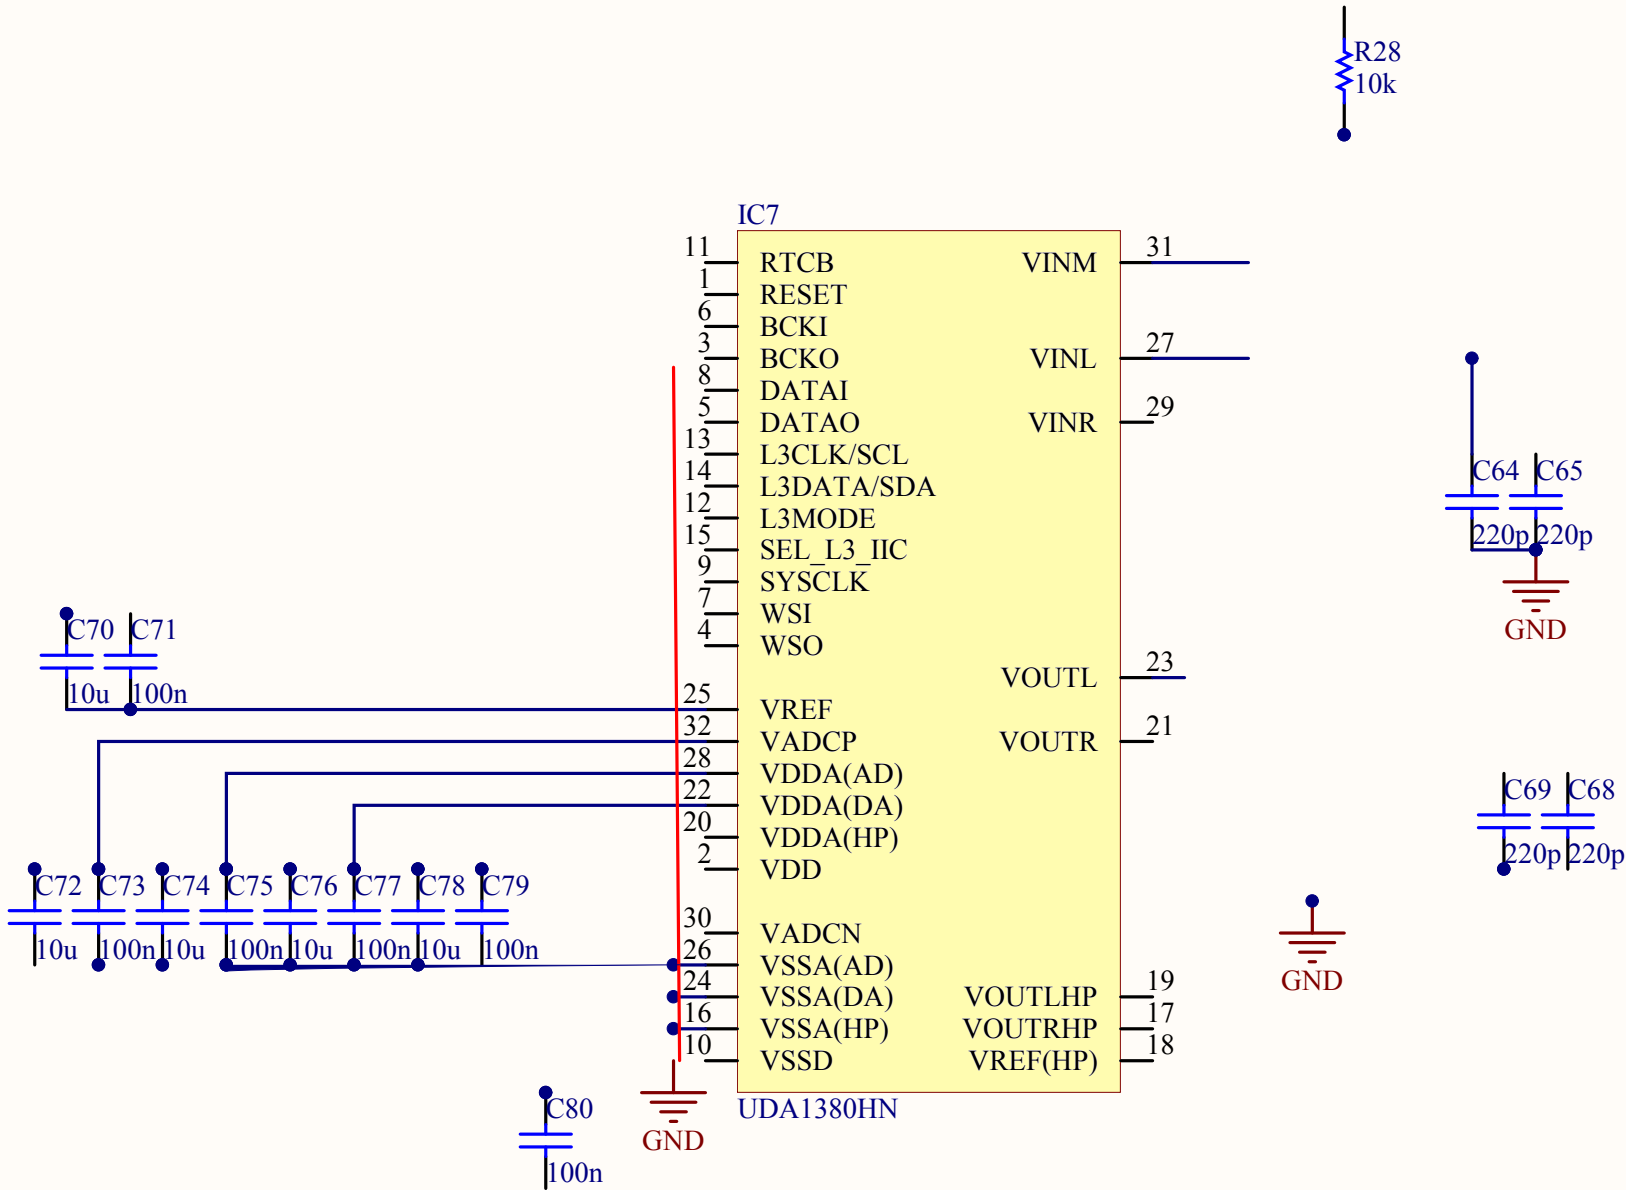 R28
10k
IC7
11 RTCB VINM 31
1 RESET
6 BCKI
3 BCKO VINL 27
8 DATAI
5 DATAO VINR 29
13 L3CLK/SCL
14 L3DATA/SDA
C64 C65
12 L3MODE
15 SEL_L3_IIC
220p 220p
9 SYSCLK
7 WSI
GND
4 WSO
C70 C71
VOUTL 23
10u 100n
25 VREF
32 VADCP VOUTR 21
28 VDDA(AD)
22 VDDA(DA)
C69 C68
20 VDDA(HP)
2 VDD
220p 220p
C72 C73 C74 C75 C76 C77 C78 C79
10u 100n 10u 100n 10u 100n 10u 100n
30 VADCN
26 VSSA(AD)
GND
24 VSSA(DA) VOUTLHP 19
16 VSSA(HP) VOUTRHP 17
10 VSSD VREF(HP) 18
C80
UDA1380HN
GND
100n